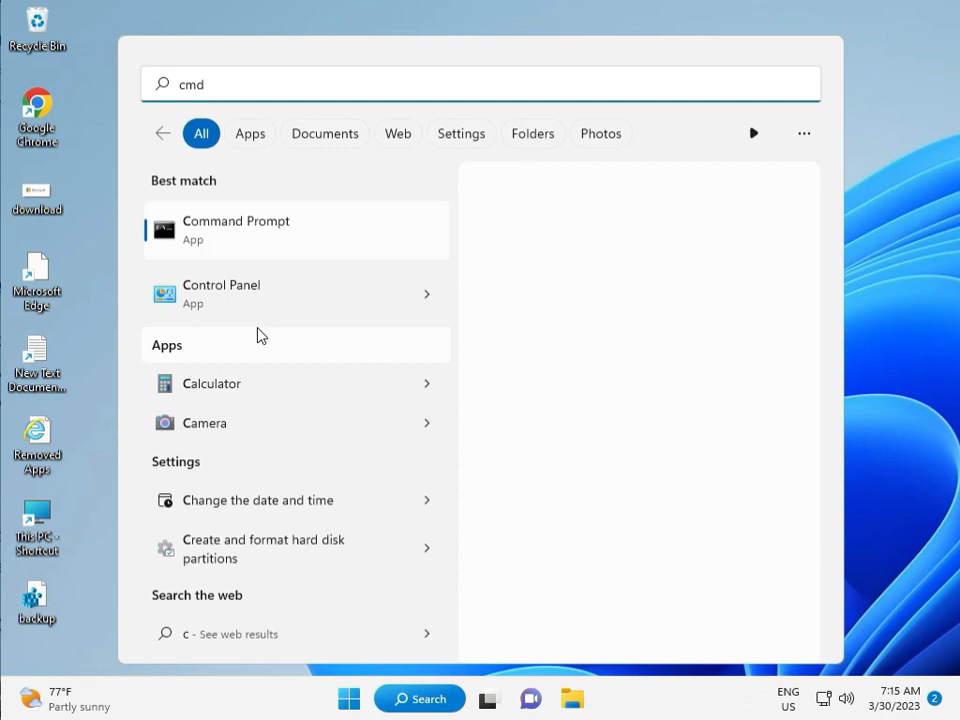 Recycle Bin
Google
Chrome
download
Microsoft
Edge
New Text
Documen...
Removed
Apps
This PC -
Shortcut
backup
cmd
All
Apps
Documents
Web
Settings
Folders
Photos
Best match
Command Prompt
App
Control Panel
App
Apps
Calculator
Camera
Settings
Change the date and time
Create and format hard disk
partitions
Search the web
c - See web results
77°F
Partly sunny
Search
ENG
US
7:15 AM
3/30/2023
2